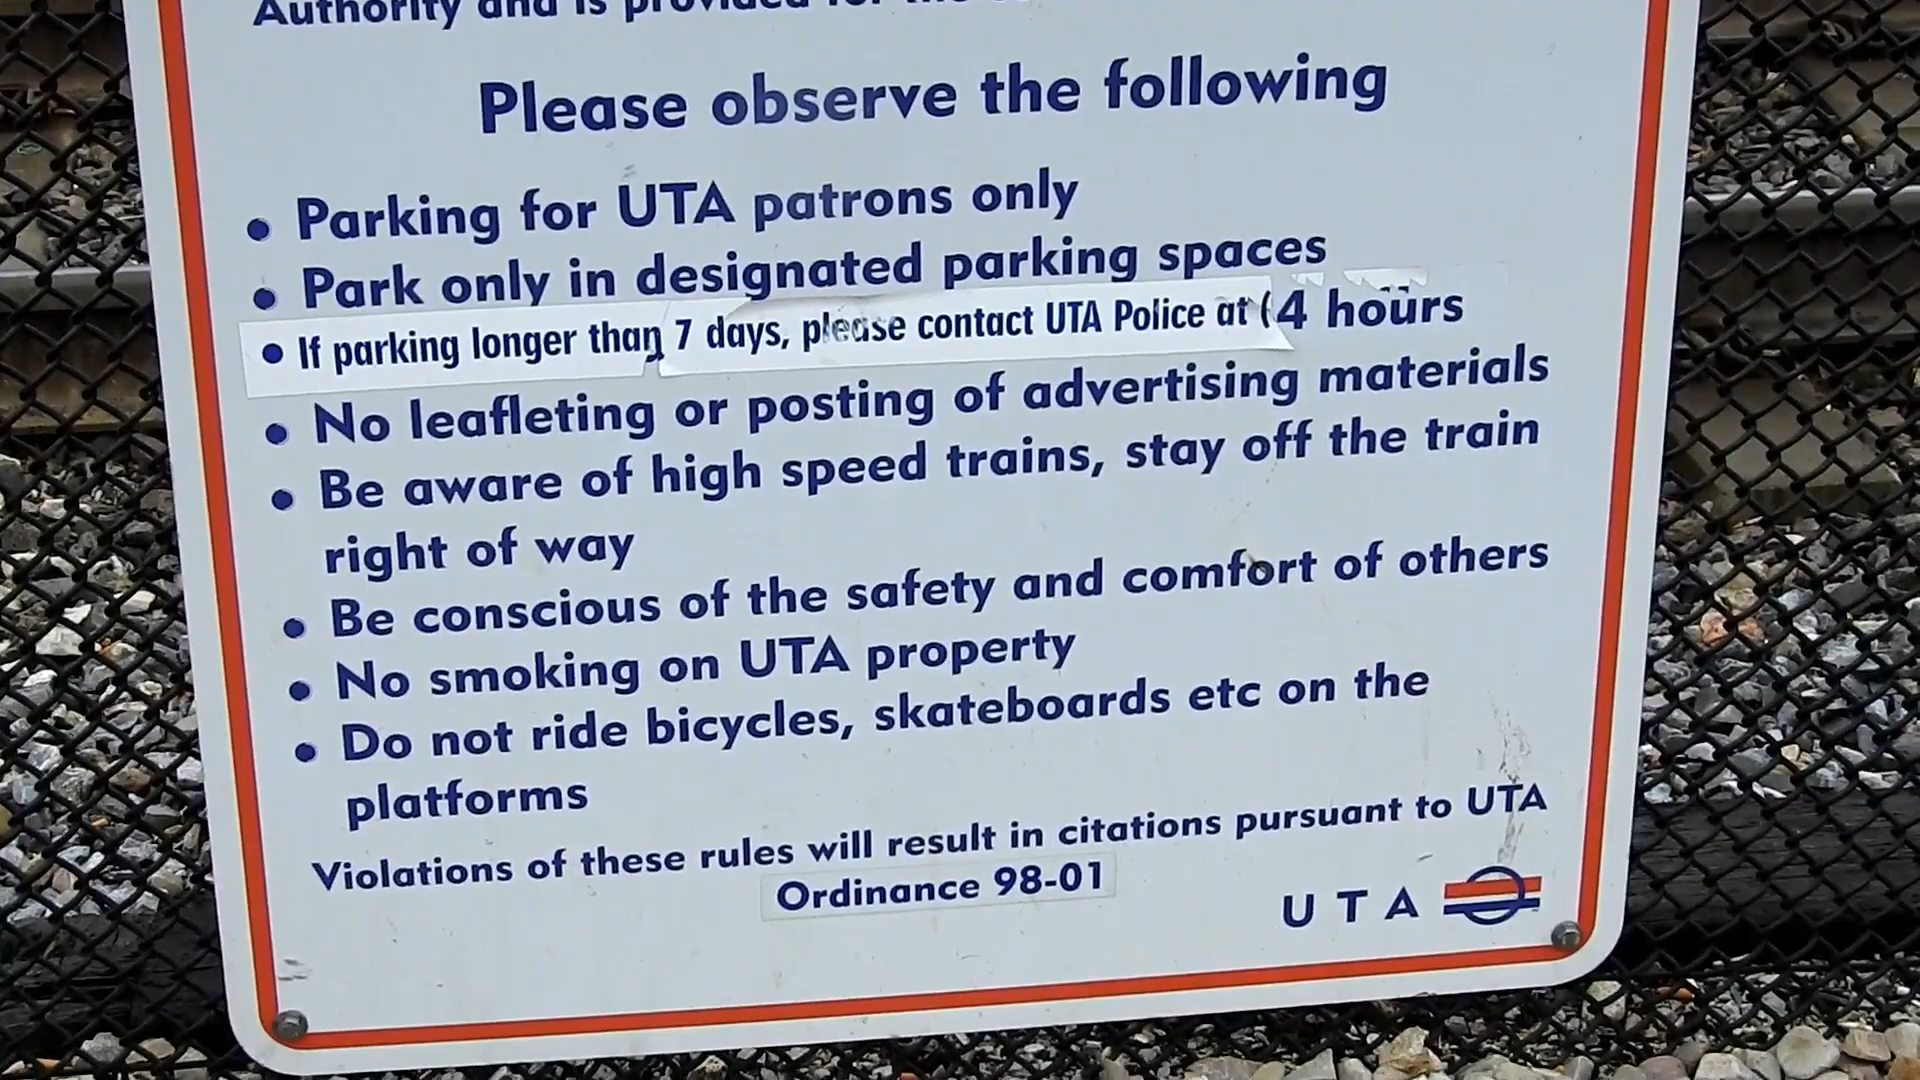 Authority and is provided for the
Please observe the following
• Parking for UTA patrons only
• Park only in designated parking spaces
• If parking longer than 7 days, please contact UTA Police at (4 hours
• No leafleting or posting of advertising materials
• Be aware of high speed trains, stay off the train
right of way
• Be conscious of the safety and comfort of others
• No smoking on UTA property
• Do not ride bicycles, skateboards etc on the
platforms
Violations of these rules will result in citations pursuant to UTA
Ordinance 98-01
UTA